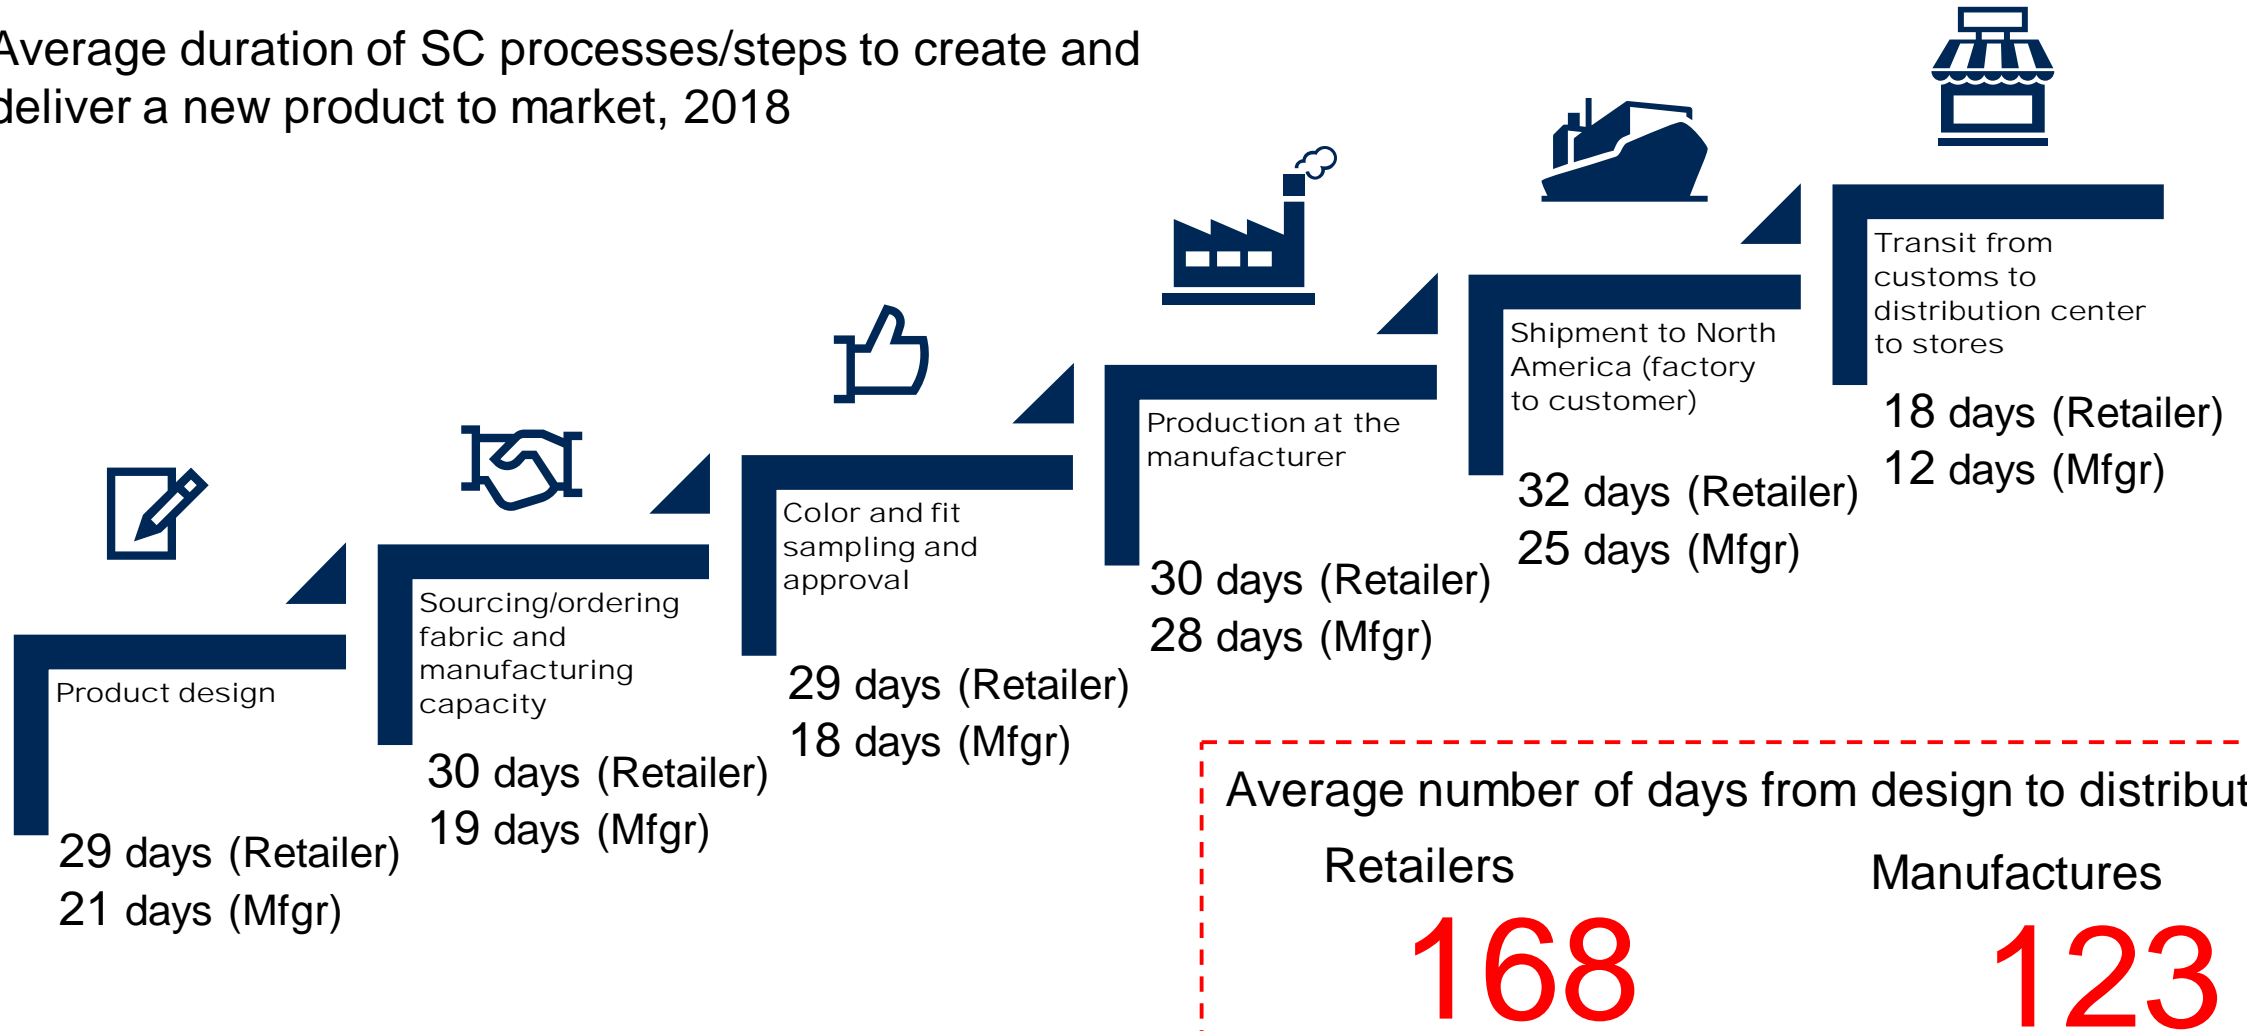 Average duration of SC processes/steps to create and
deliver a new product to market, 2018
Product design
29 days (Retailer)
21 days (Mfgr)
Sourcing/ordering
fabric and
manufacturing
capacity
30 days (Retailer)
19 days (Mfgr)
Color and fit
sampling and
approval
29 days (Retailer)
18 days (Mfgr)
Production at the
manufacturer
30 days (Retailer)
28 days (Mfgr)
Shipment to North
America (factory
to customer)
32 days (Retailer)
25 days (Mfgr)
Transit from
customs to
distribution center
to stores
18 days (Retailer)
12 days (Mfgr)
Average number of days from design to distribut
Retailers
168
Manufactures
123